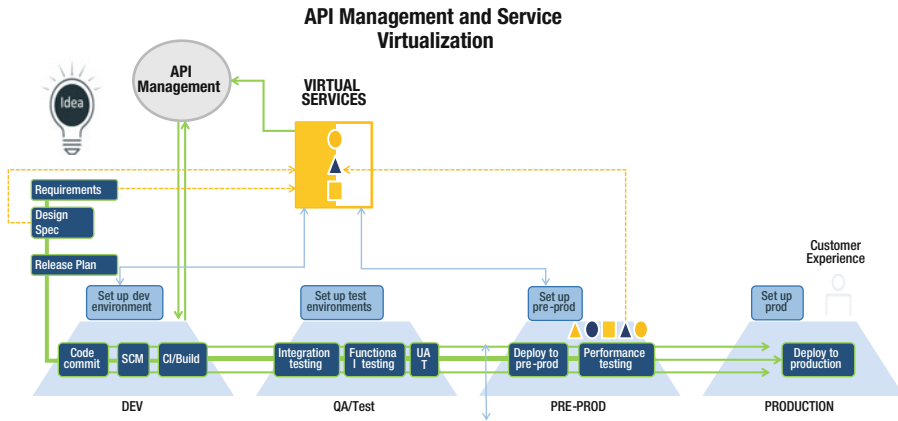 API Management and Service
Virtualization
Idea
API
Management
VIRTUAL
SERVICES
Requirements
Design
Spec
Release Plan
Customer
Experience
Set up dev
environment
Set up test
environments
Set up
pre-prod
Set up
prod
Code
commit
SCM
CI/Build
Integration
testing
Functiona
l testing
UA
T
Deploy to
pre-prod
Performance
testing
Deploy to
production
DEV
QA/Test
PRE-PROD
PRODUCTION